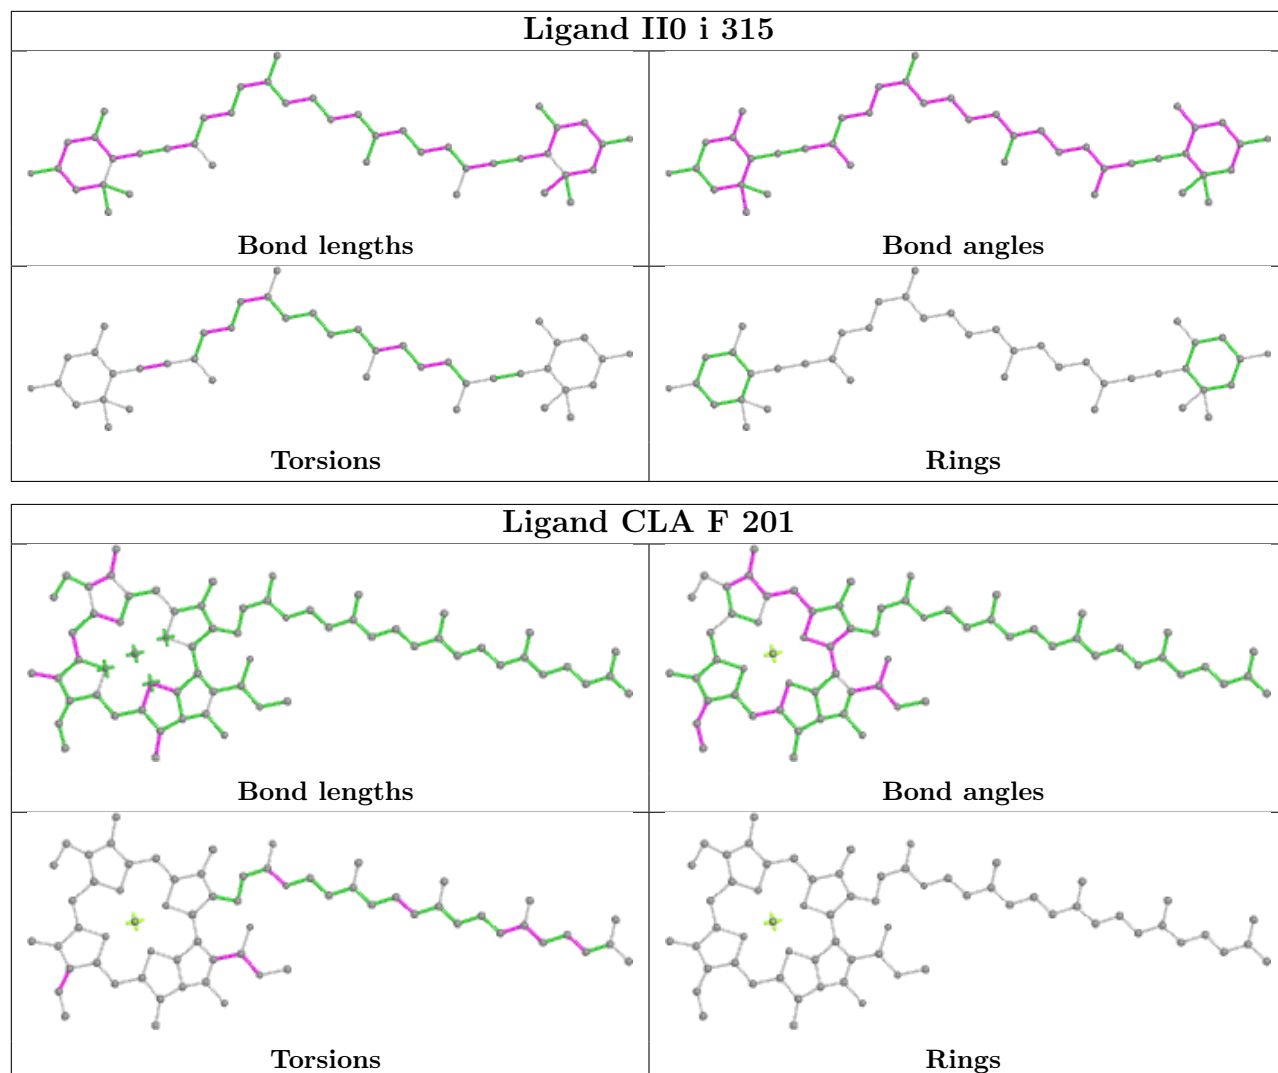 Ligand II0 i 315
Bond lengths
Bond angles
Torsions
Rings
Ligand CLA F 201
Bond lengths
Bond angles
Torsions
Rings